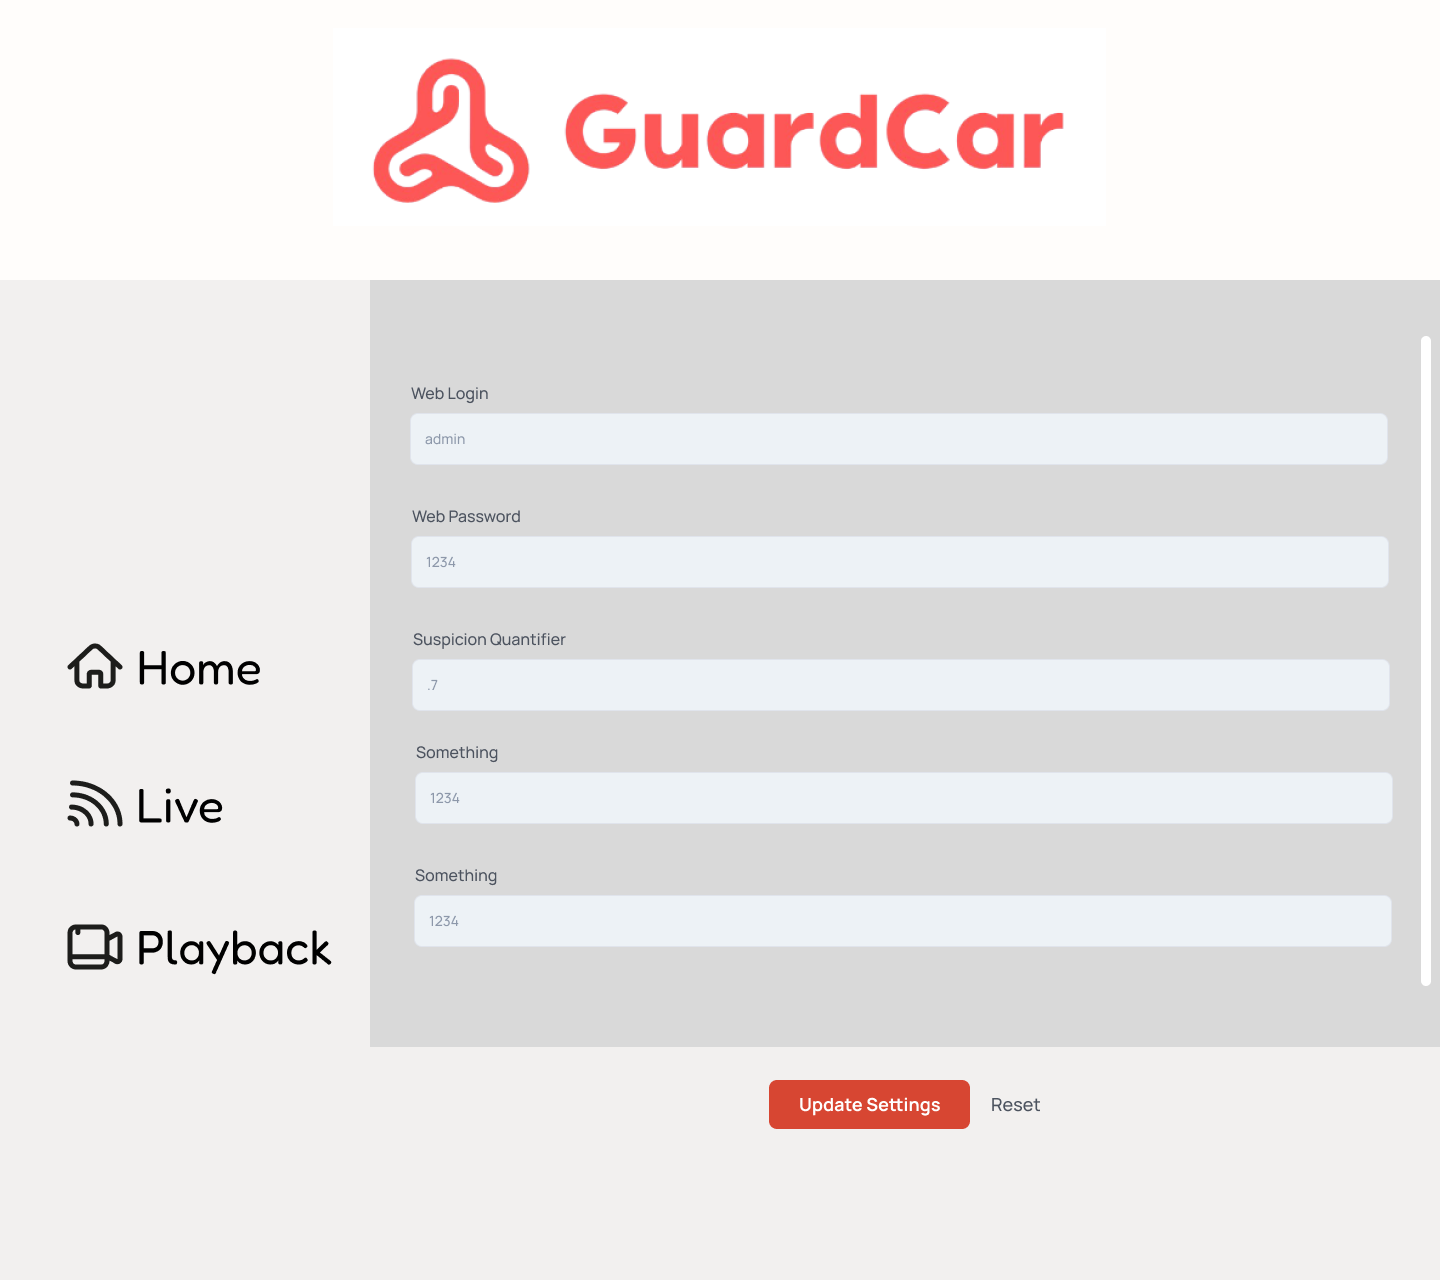 GuardCar
Web Login
admin
Web Password
1234
Suspicion Quantifier
.7
Something
1234
Something
1234
Home
Live
Playback
Update Settings
Reset